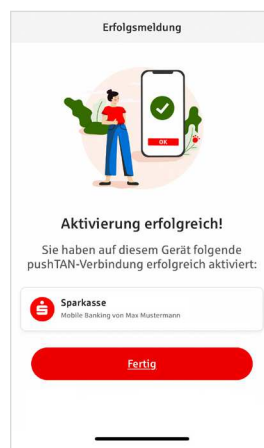 Erfolgsmeldung
OK
Aktivierung erfolgreich!
Sie haben auf diesem Gerät folgende
pushTAN-Verbindung erfolgreich aktiviert:
Sparkasse
Mobile Banking von Max Mustermann
Fertig